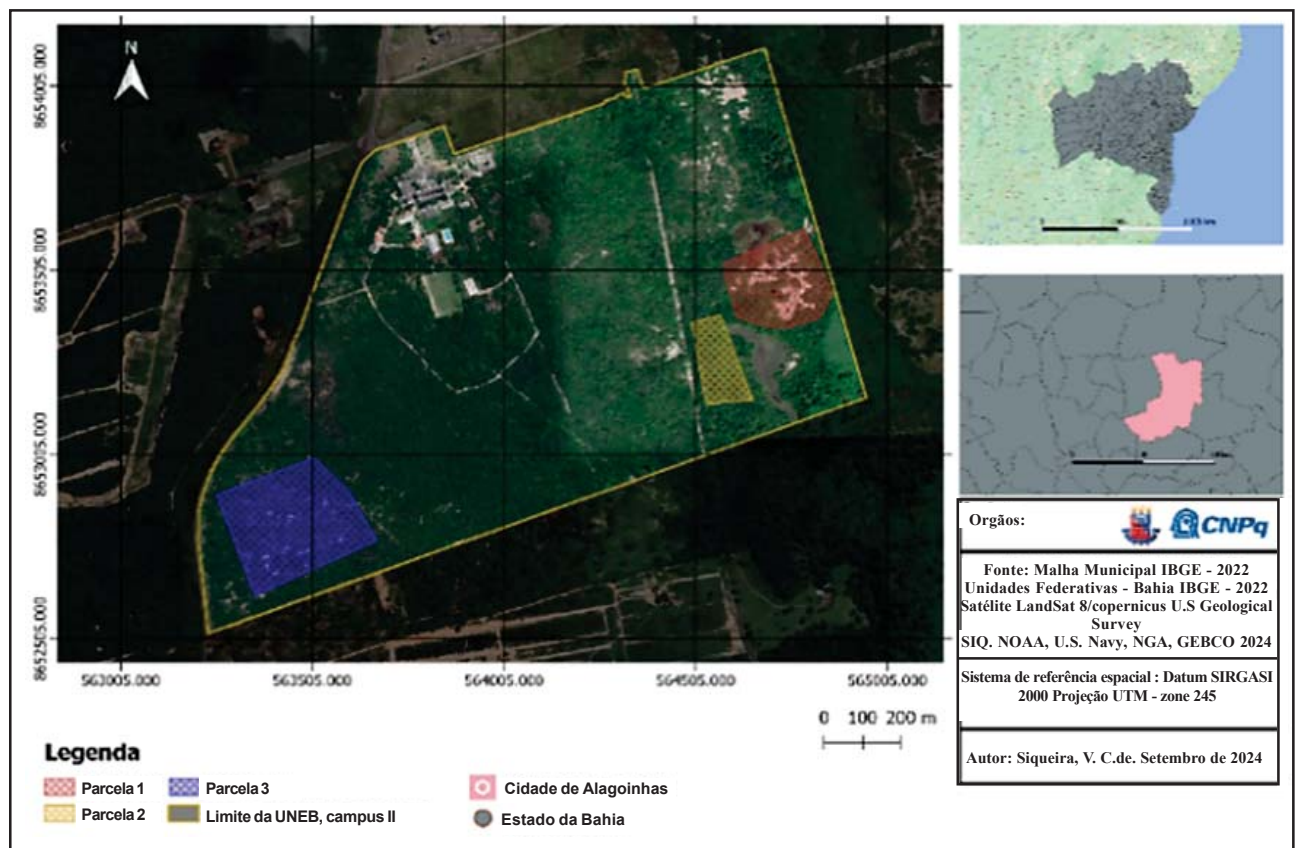 N
8654005.000
8653505.000
8653005.000
8652505.000
563005.000
563505.000
564005.000
564505.000
565005.000
0 100 200 m
Orgãos:
CNPq
Fonte: Malha Municipal IBGE - 2022
Unidades Federativas - Bahia IBGE - 2022
Satélite LandSat 8/copernicus U.S Geological
Survey
SIQ. NOAA, U.S. Navy, NGA, GEBCO 2024
Sistema de referência espacial : Datum SIRGASI
2000 Projeção UTM - zone 245
Autor: Siqueira, V. C.de. Setembro de 2024
Legenda
Parcela 1
Parcela 2
Parcela 3
Limite da UNEB, campus II
Cidade de Alagoinhas
Estado da Bahia